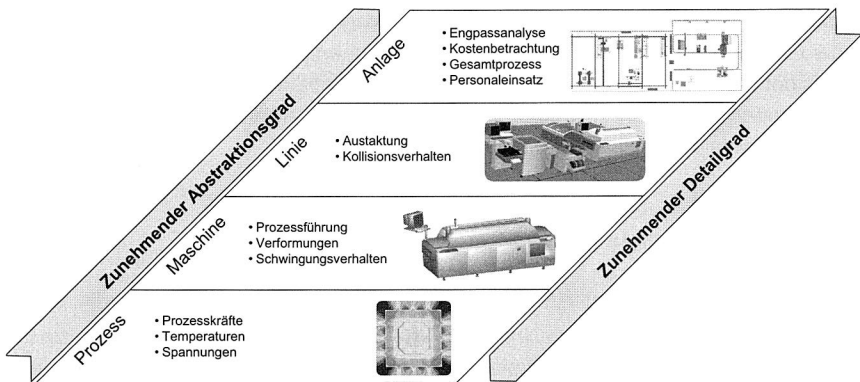 Zunehmender Abstraktionsgrad
Anlage
• Engpassanalyse
• Kostenbetrachtung
• Gesamtprozess
• Personaleinsatz
Linie
• Austaktung
• Kollisionsverhalten
Maschine
• Prozessführung
• Verformungen
• Schwingungsverhalten
Prozess
• Prozesskräfte
• Temperaturen
• Spannungen
Zunehmender Detailgrad